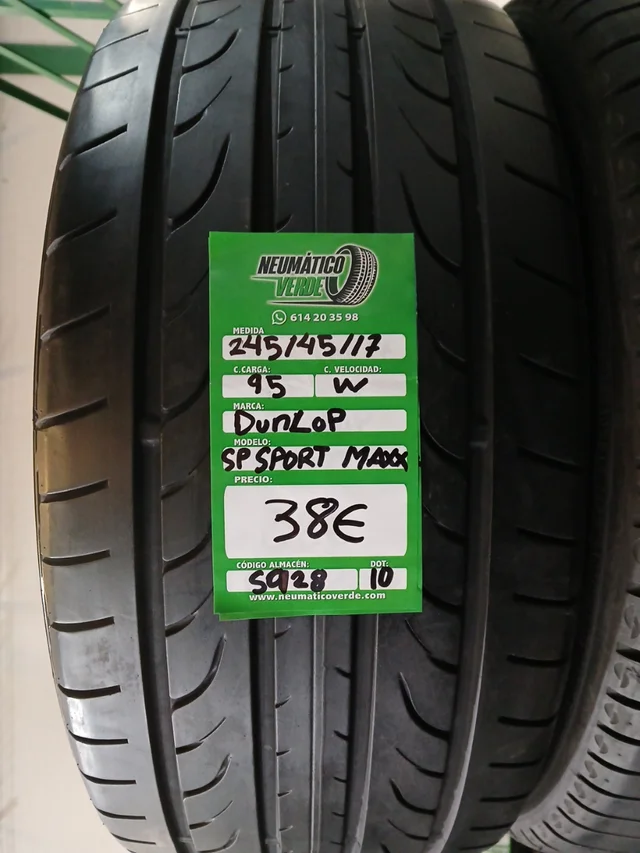 NEUMÁTICO
VERDE
614 20 35 98
MEDIDA
245/45/17
C.CARGA: C. VELOCIDAD:
95 W
MARCA:
DUnLOP
MODELO:
SP SPORT MAXX
PRECIO:
38€
CÓDIGO ALMACÉN: DOT:
S928 10
www.neumaticoverde.com